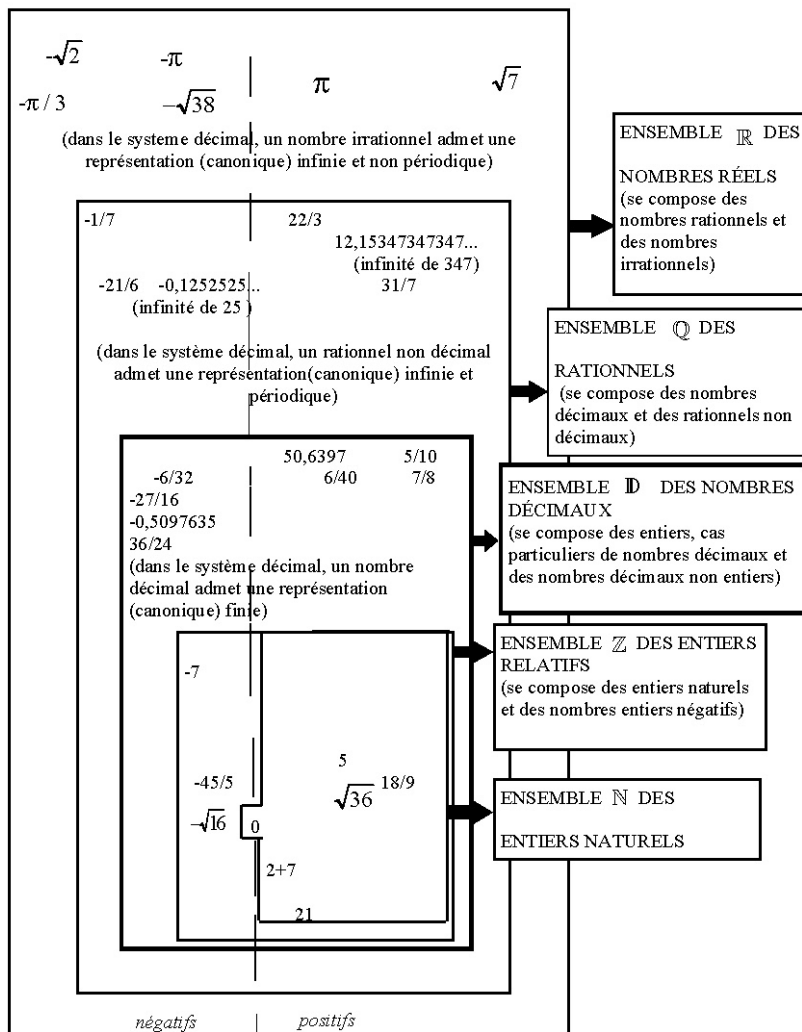 -√2 -π π √7
-π / 3 -√38
(dans le systeme décimal, un nombre irrationnel admet une
représentation (canonique) infinie et non périodique)
ENSEMBLE ℝ DES
NOMBRES RÉELS
(se compose des
nombres rationnels et
des nombres
irrationnels)
-1/7 22/3
12,15347347347...
(infinité de 347)
-21/6 -0,1252525... 31/7
(infinité de 25 )
(dans le système décimal, un rationnel non décimal
admet une représentation(canonique) infinie et
périodique)
ENSEMBLE ℚ DES
RATIONNELS
(se compose des nombres
décimaux et des rationnels non
décimaux)
50,6397 5/10
-6/32 6/40 7/8
-27/16
-0,5097635
36/24
(dans le système décimal, un nombre
décimal admet une représentation
(canonique) finie)
ENSEMBLE 𝔻 DES NOMBRES
DÉCIMAUX
(se compose des entiers, cas
particuliers de nombres décimaux et
des nombres décimaux non entiers)
-7
ENSEMBLE ℤ DES ENTIERS
RELATIFS
(se compose des entiers naturels
et des nombres entiers négatifs)
5
-45/5 √36 18/9
-√16 0
2+7
21
ENSEMBLE ℕ DES
ENTIERS NATURELS
négatifs positifs